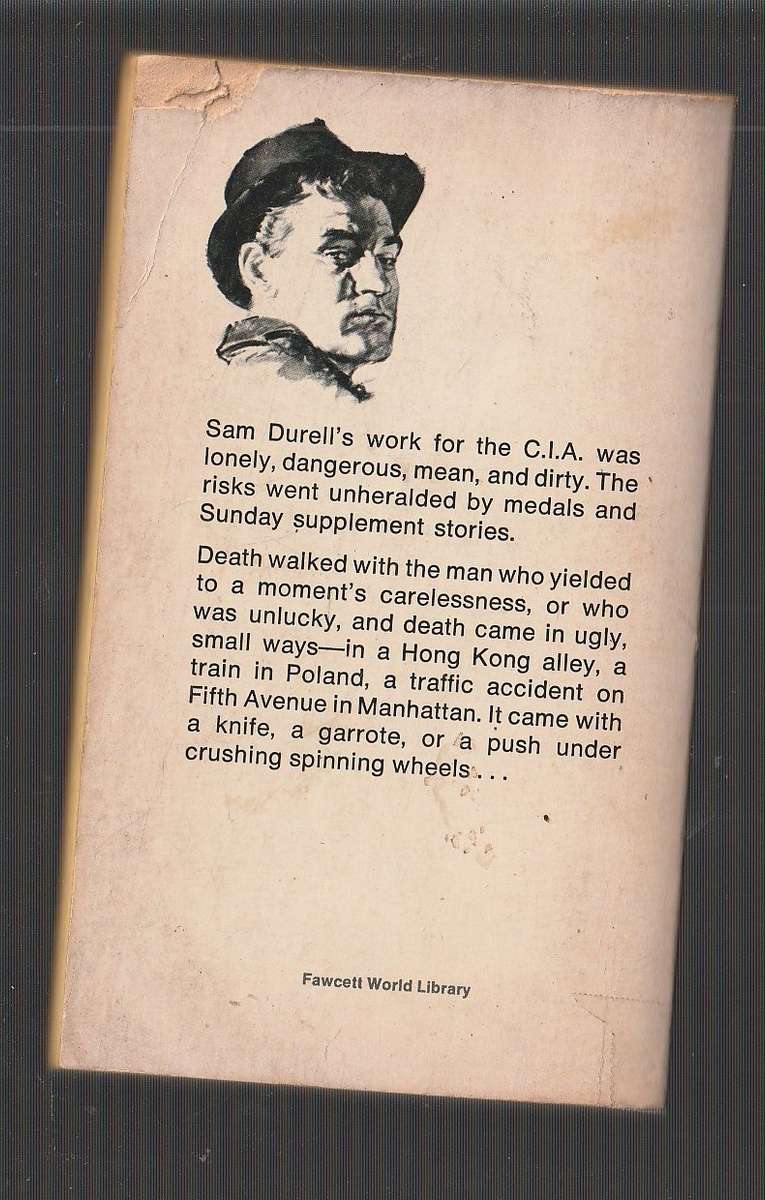 Sam Durell's work for the C.I.A. was
lonely, dangerous, mean, and dirty. The
risks went unheralded by medals and
Sunday supplement stories.
Death walked with the man who yielded
to a moment's carelessness, or who
was unlucky, and death came in ugly,
small ways—in a Hong Kong alley, a
train in Poland, a traffic accident on
Fifth Avenue in Manhattan. It came with
a knife, a garrote, or a push under
crushing spinning wheels . . .
Fawcett World Library